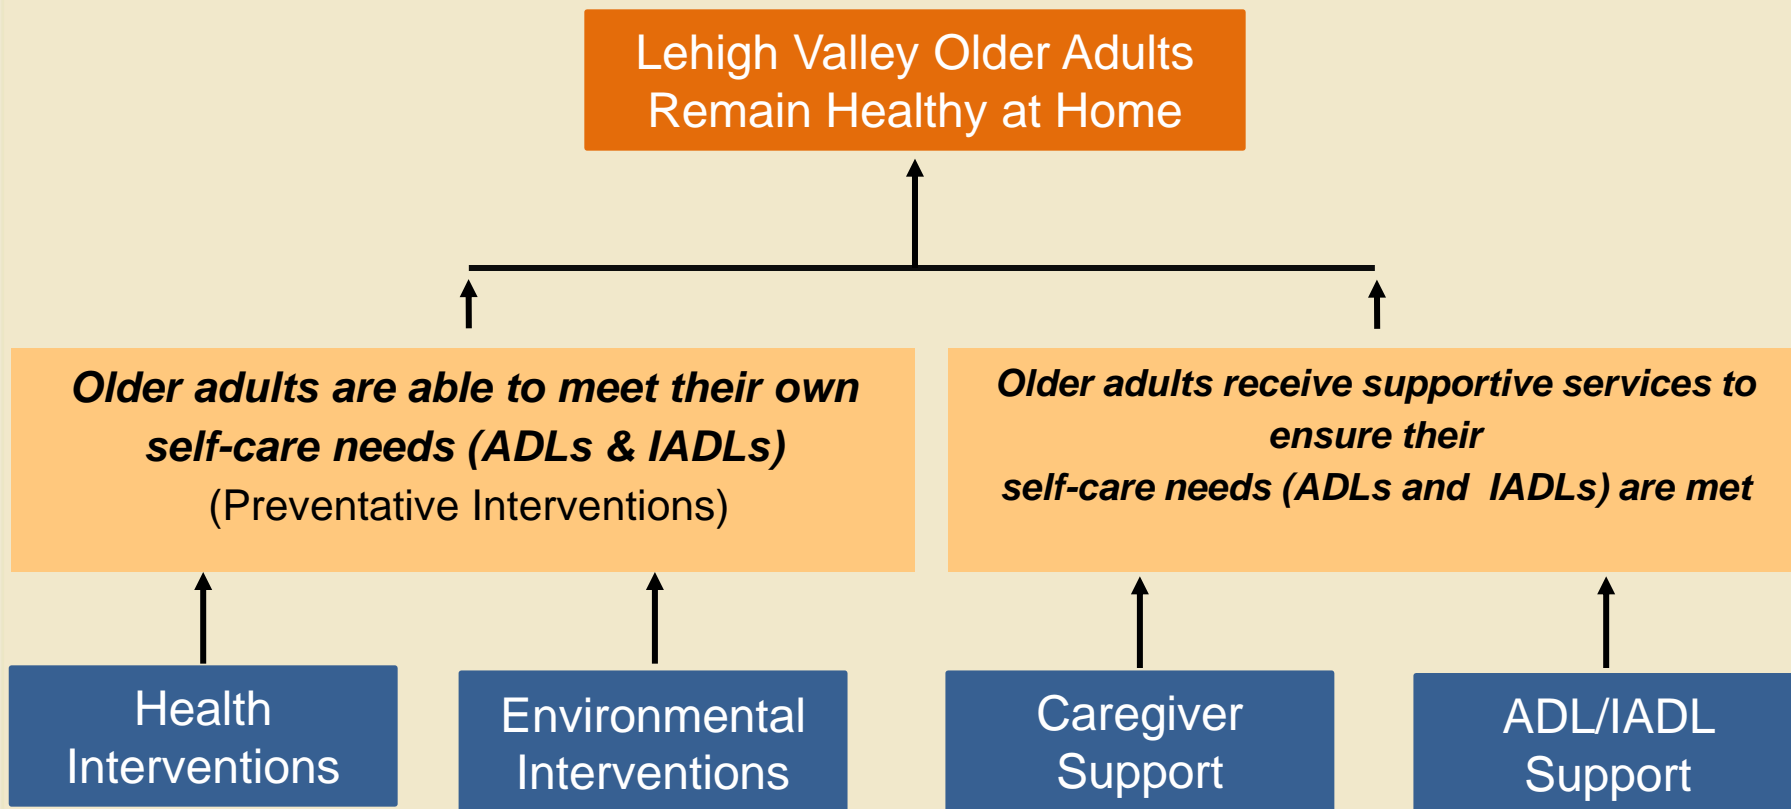 Lehigh Valley Older Adults
Remain Healthy at Home
Older adults are able to meet their own
self-care needs (ADLs & IADLs)
(Preventative Interventions)
Older adults receive supportive services to
ensure their
self-care needs (ADLs and  IADLs) are met
Health
Interventions
Environmental
Interventions
Caregiver
Support
ADL/IADL
Support